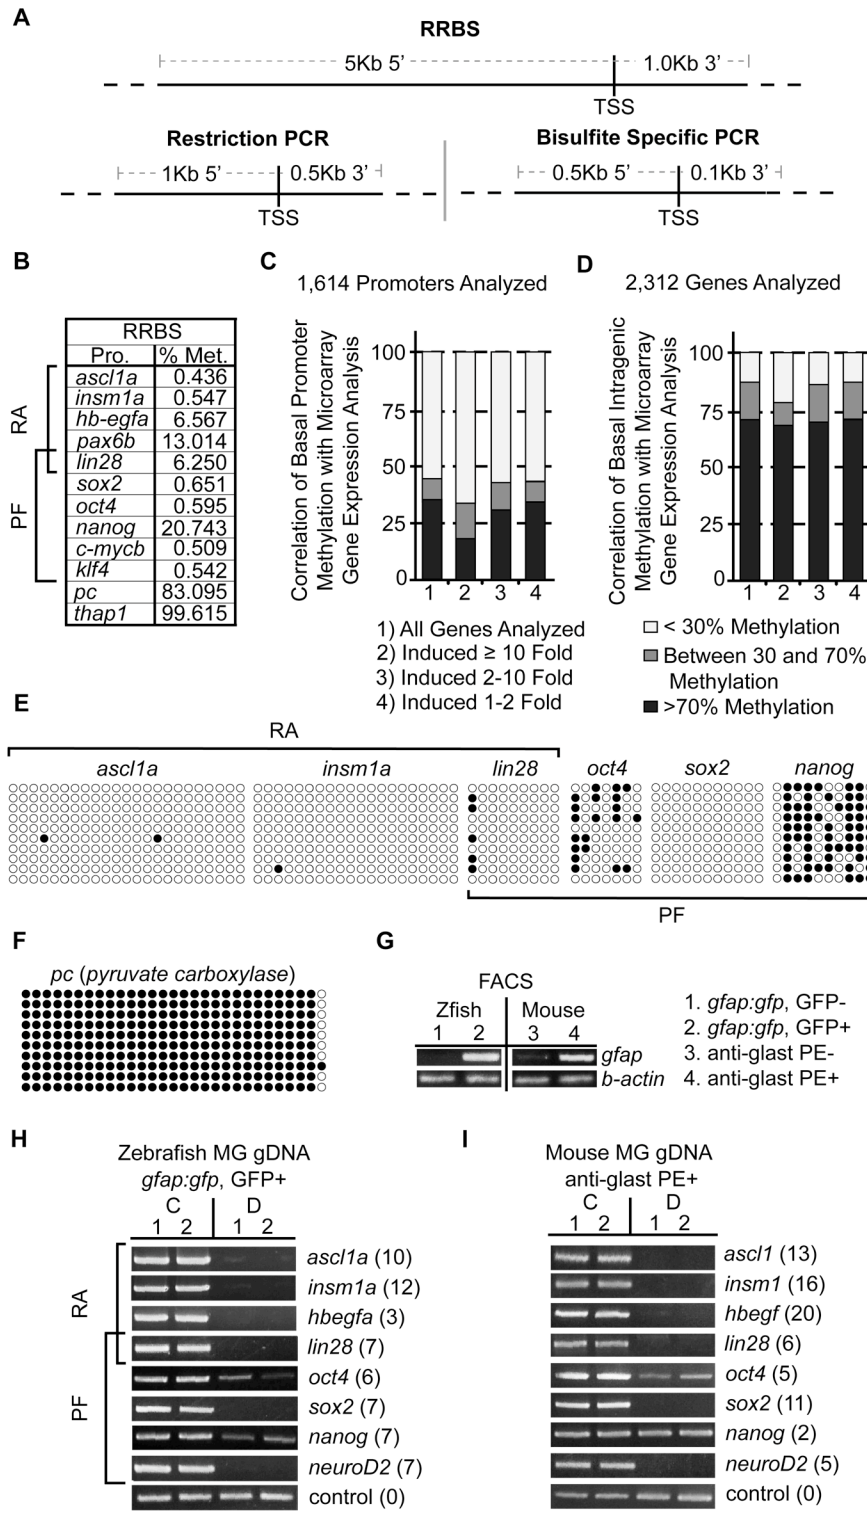 A
RRBS
5Kb 5’
1.0Kb 3’
TSS
Restriction PCR
Bisulfite Specific PCR
1Kb 5’
0.5Kb 3’
0.5Kb 5’
0.1Kb 3’
TSS
TSS
B
RRBS
Pro. % Met.
ascl1a 0.436
insm1a 0.547
hb-egfa 6.567
pax6b 13.014
lin28 6.250
sox2 0.651
oct4 0.595
nanog 20.743
c-mycb 0.509
klf4 0.542
pc 83.095
thap1 99.615
RA
PF
C
1,614 Promoters Analyzed
Correlation of Basal Promoter
Methylation with Microarray
Gene Expression Analysis
100
75
50
25
0
1 2 3 4
1) All Genes Analyzed
2) Induced ≥ 10 Fold
3) Induced 2-10 Fold
4) Induced 1-2 Fold
D
2,312 Genes Analyzed
Correlation of Basal Intragenic
Methylation with Microarray
Gene Expression Analysis
100
75
50
25
0
1 2 3 4
< 30% Methylation
Between 30 and 70%
Methylation
>70% Methylation
E
RA
ascl1a insm1a lin28 oct4 sox2 nanog
PF
F
pc (pyruvate carboxylase)
G
FACS
Zfish Mouse
1 2 3 4
gfap
b-actin
1. gfap:gfp, GFP-
2. gfap:gfp, GFP+
3. anti-glast PE-
4. anti-glast PE+
H
Zebrafish MG gDNA
gfap:gfp, GFP+
C D
1 2 1 2
RA
PF
ascl1a (10)
insm1a (12)
hbegfa (3)
lin28 (7)
oct4 (6)
sox2 (7)
nanog (7)
neuroD2 (7)
control (0)
I
Mouse MG gDNA
anti-glast PE+
C D
1 2 1 2
ascl1 (13)
insm1 (16)
hbegf (20)
lin28 (6)
oct4 (5)
sox2 (11)
nanog (2)
neuroD2 (5)
control (0)